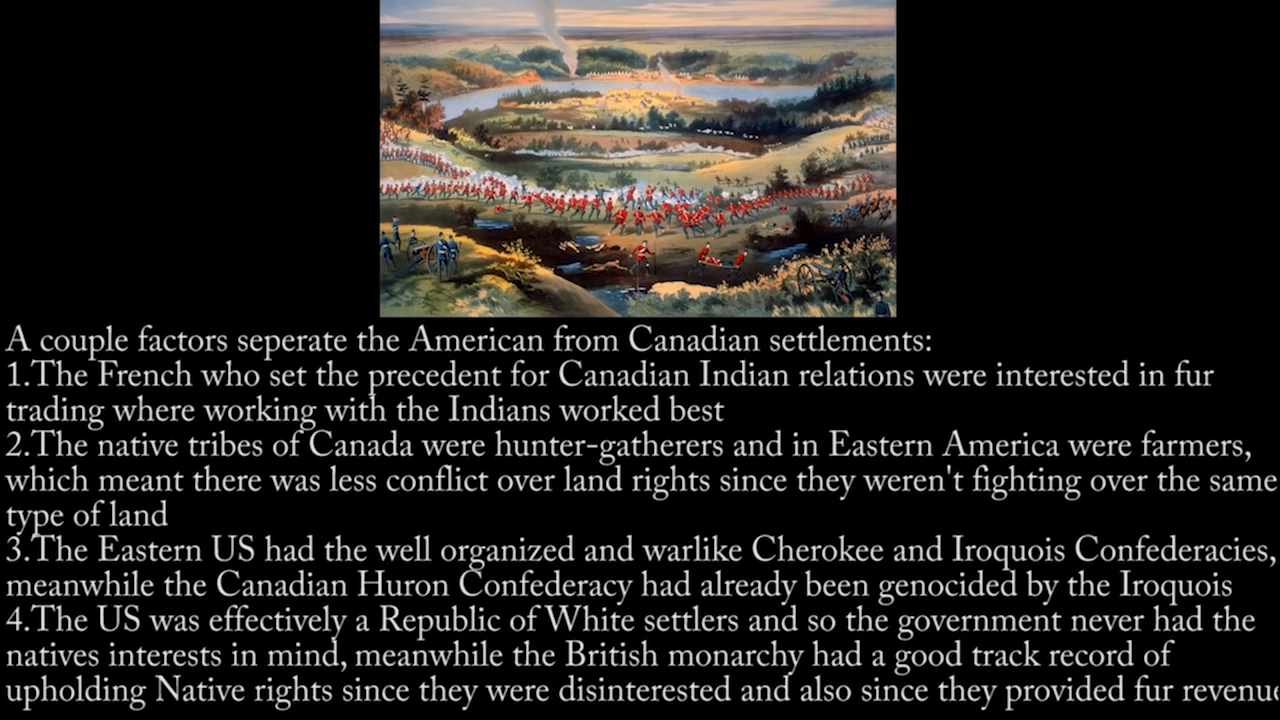 A couple factors seperate the American from Canadian settlements:
1.The French who set the precedent for Canadian Indian relations were interested in fur
trading where working with the Indians worked best
2.The native tribes of Canada were hunter-gatherers and in Eastern America were farmers,
which meant there was less conflict over land rights since they weren't fighting over the same
type of land
3.The Eastern US had the well organized and warlike Cherokee and Iroquois Confederacies,
meanwhile the Canadian Huron Confederacy had already been genocided by the Iroquois
4.The US was effectively a Republic of White settlers and so the government never had the
natives interests in mind, meanwhile the British monarchy had a good track record of
upholding Native rights since they were disinterested and also since they provided fur revenue